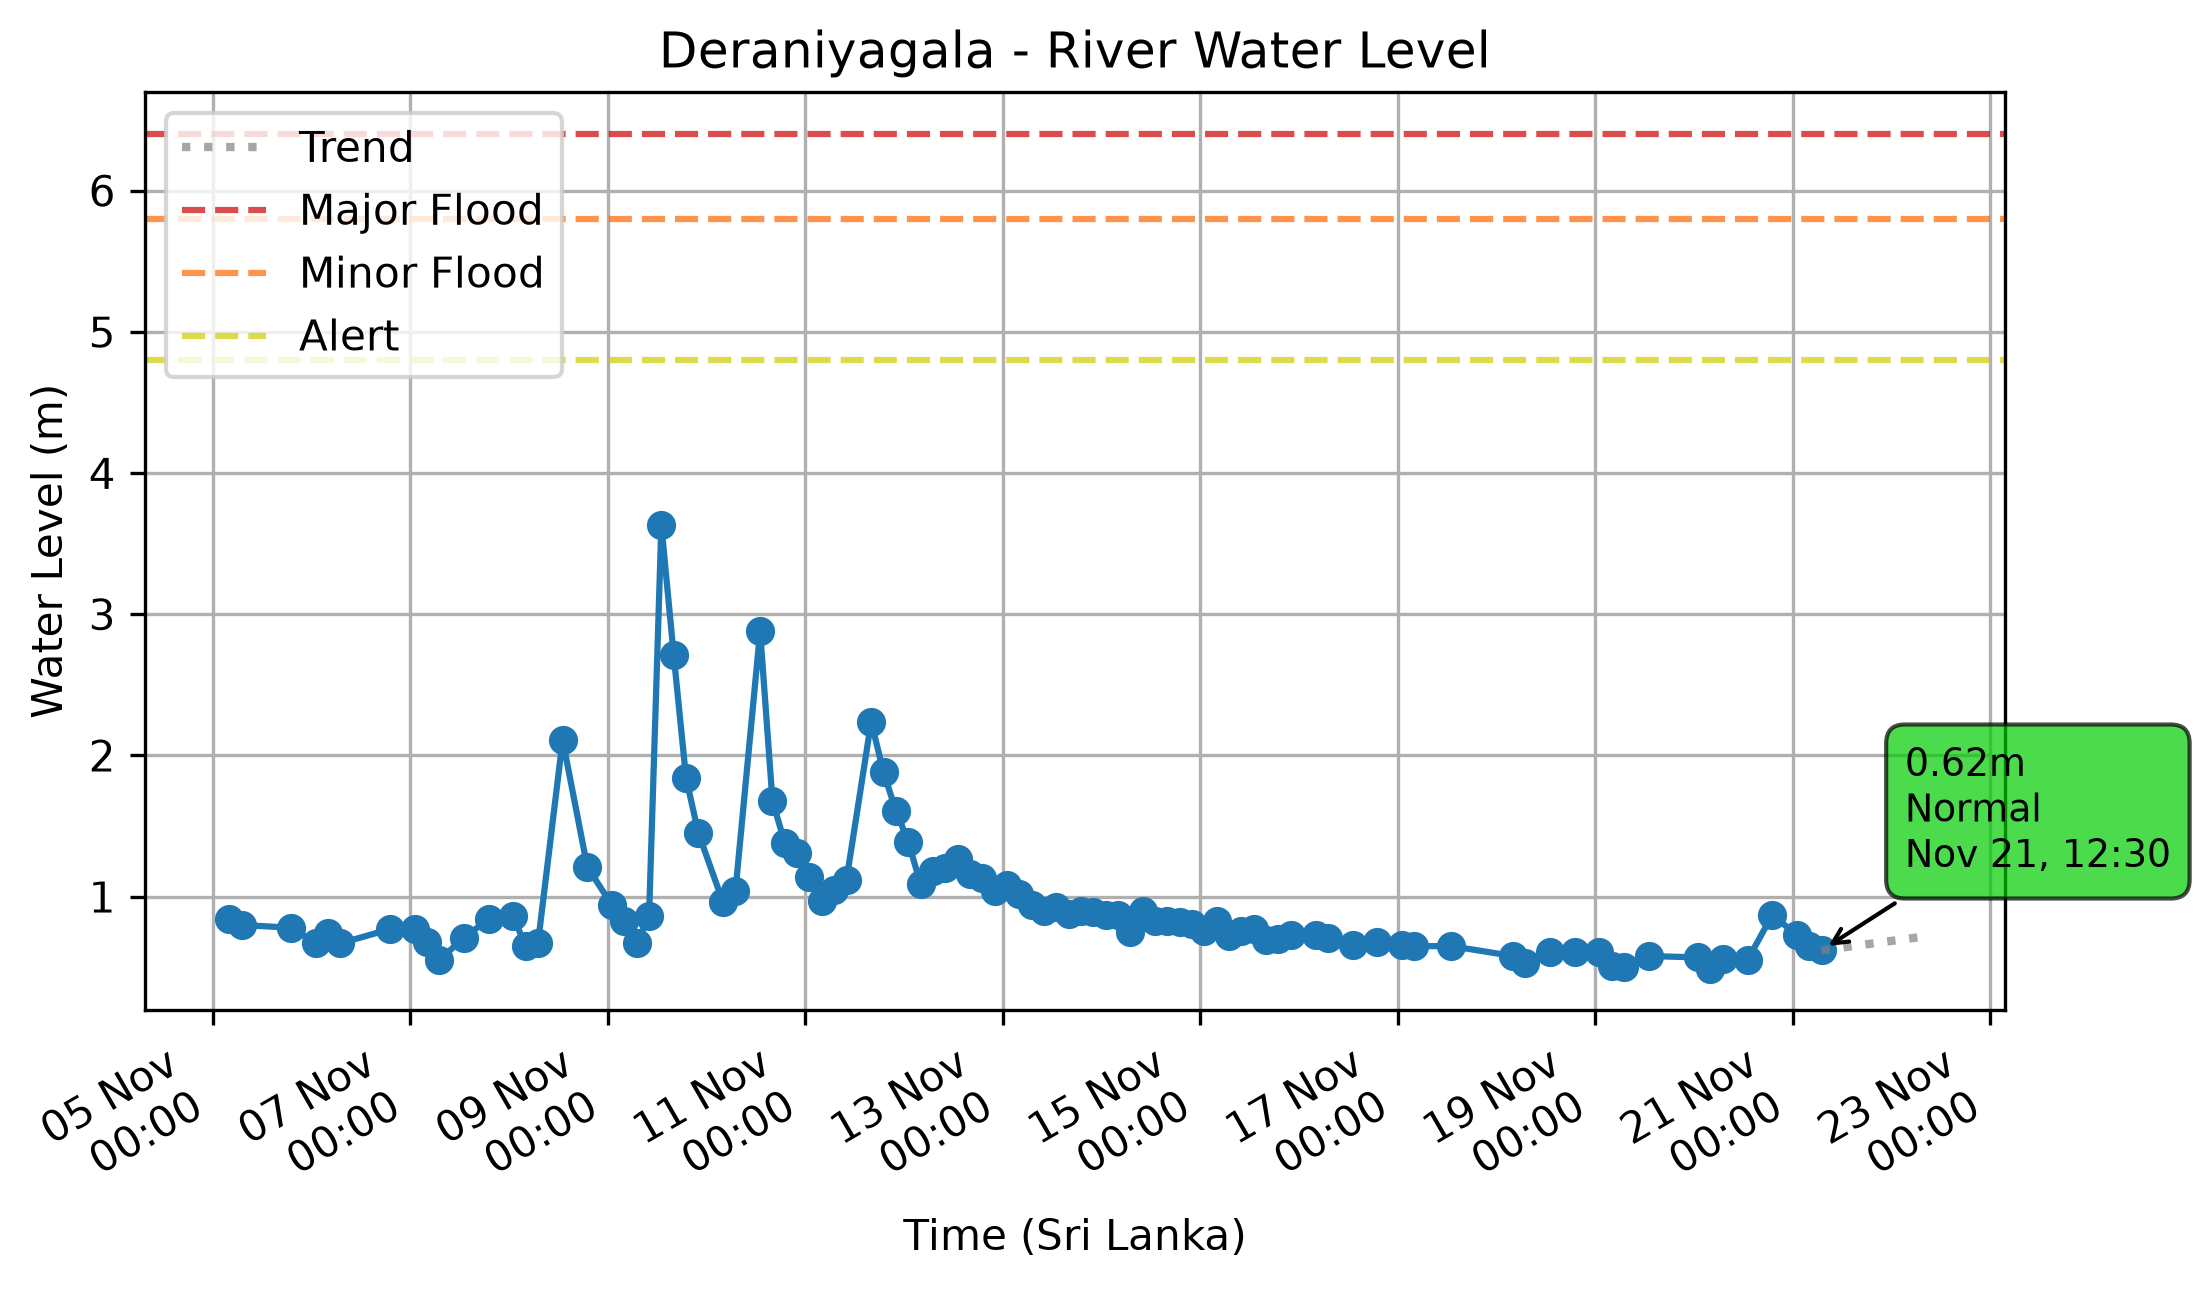 Deraniyagala - River Water Level
Trend
Major Flood
Minor Flood
Alert
6
5
4
3
2
1
Water Level (m)
0.62m
Normal
Nov 21, 12:30
05 Nov
00:00
07 Nov
00:00
09 Nov
00:00
11 Nov
00:00
13 Nov
00:00
15 Nov
00:00
17 Nov
00:00
19 Nov
00:00
21 Nov
00:00
23 Nov
00:00
Time (Sri Lanka)